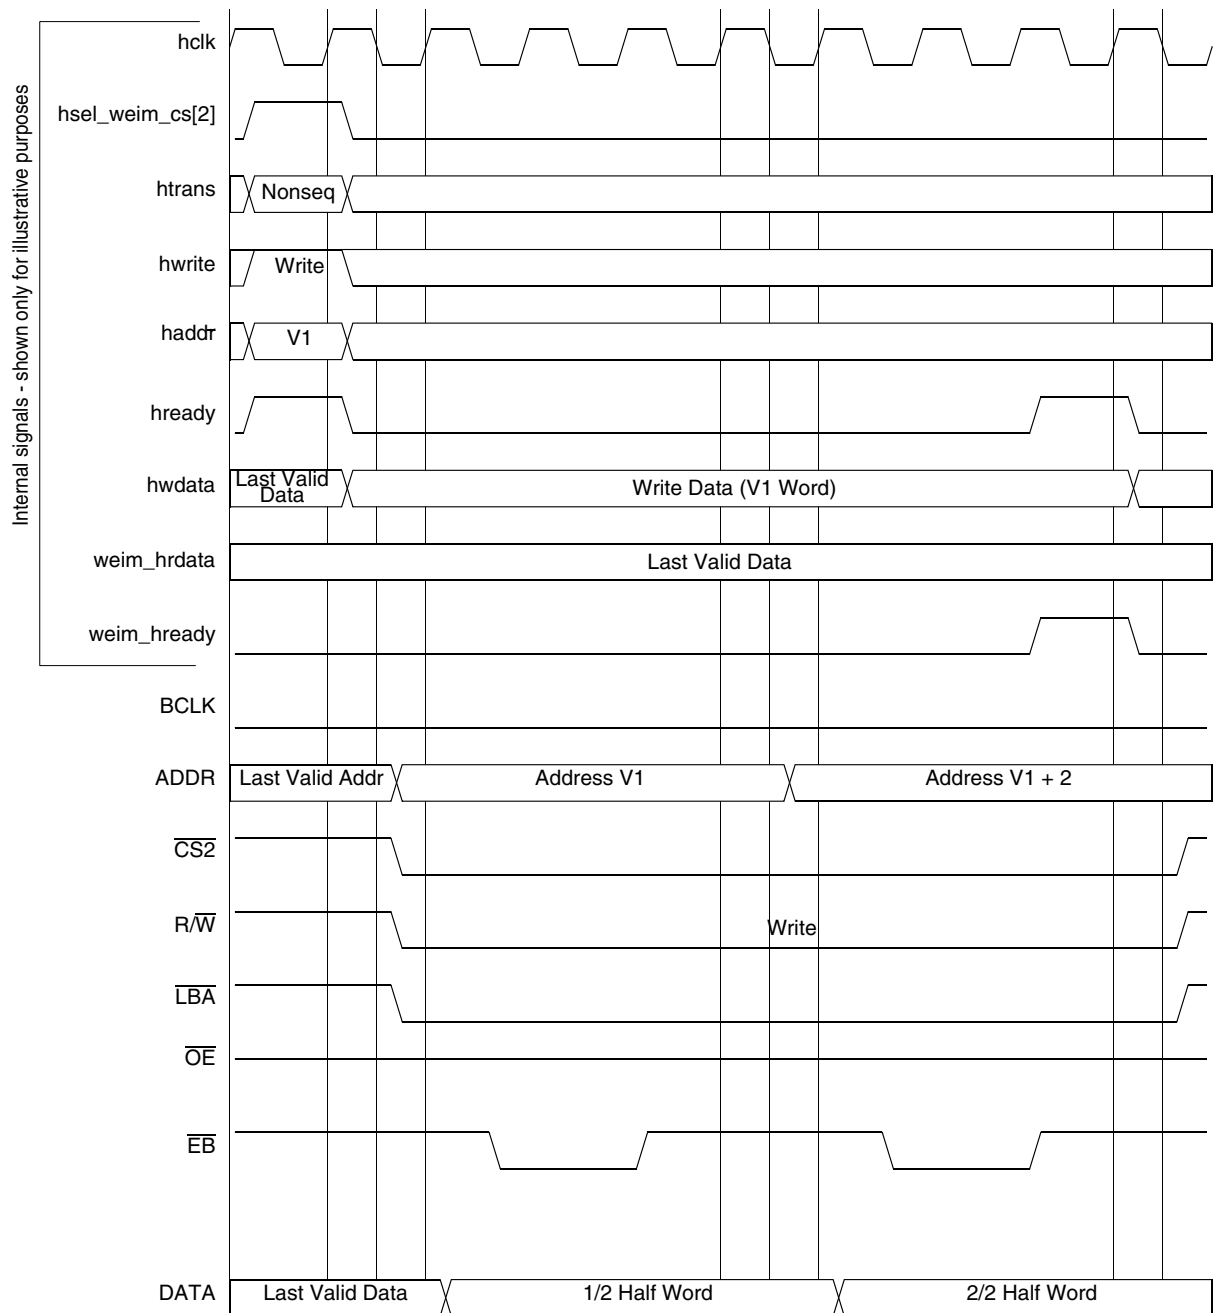 Internal signals - shown only for illustrative purposes
hclk
hsel_weim_cs[2]
htrans
Nonseq
hwrite
Write
haddr
V1
hready
hwdata
Last Valid
Data
Write Data (V1 Word)
weim_hrdata
Last Valid Data
weim_hready
BCLK
ADDR
Last Valid Addr
Address V1
Address V1 + 2
CS2
R/W
Write
LBA
OE
EB
DATA
Last Valid Data
1/2 Half Word
2/2 Half Word